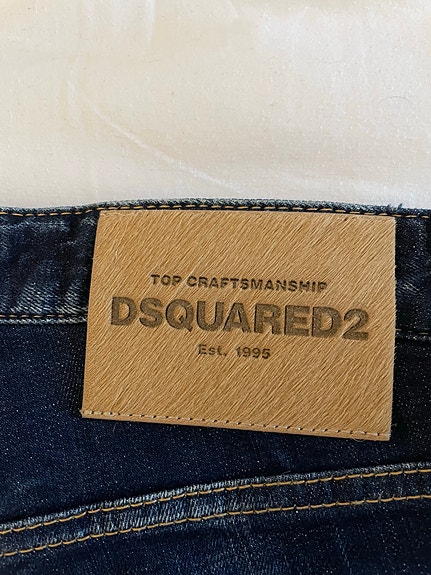 TOP CRAFTSMANSHIP
DSQUARED2
Est. 1995